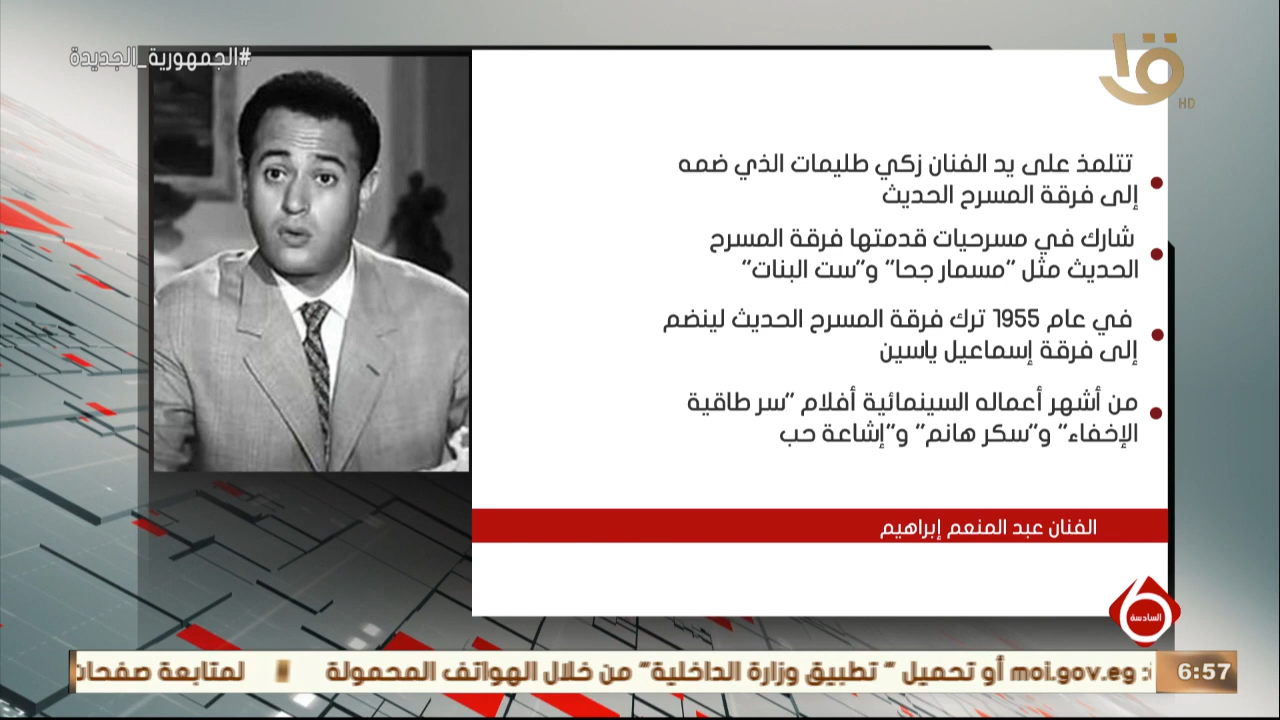 #الجمهورية_الجديدة
HD
تتلمذ على يد الفنان زكي طليمات الذي ضمه
إلى فرقة المسرح الحديث
شارك في مسرحيات قدمتها فرقة المسرح
الحديث مثل "مسمار جحا" و"ست البنات"
في عام 1955 ترك فرقة المسرح الحديث لينضم
إلى فرقة إسماعيل ياسين
من أشهر أعماله السينمائية أفلام "سر طاقية
الإخفاء" و"سكر هانم" و"إشاعة حب
الفنان عبد المنعم إبراهيم
السادسة
moi.gov.eg أو تحميل " تطبيق وزارة الداخلية" من خلال الهواتف المحمولة لمتابعة صفحات
6:57